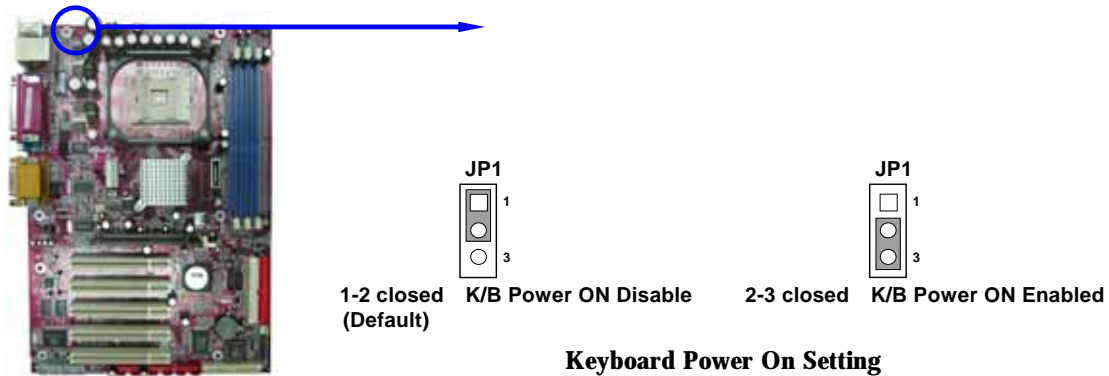 JP1
1
3
1-2 closed K/B Power ON Disable
(Default)
JP1
1
3
2-3 closed K/B Power ON Enabled
Keyboard Power On Setting